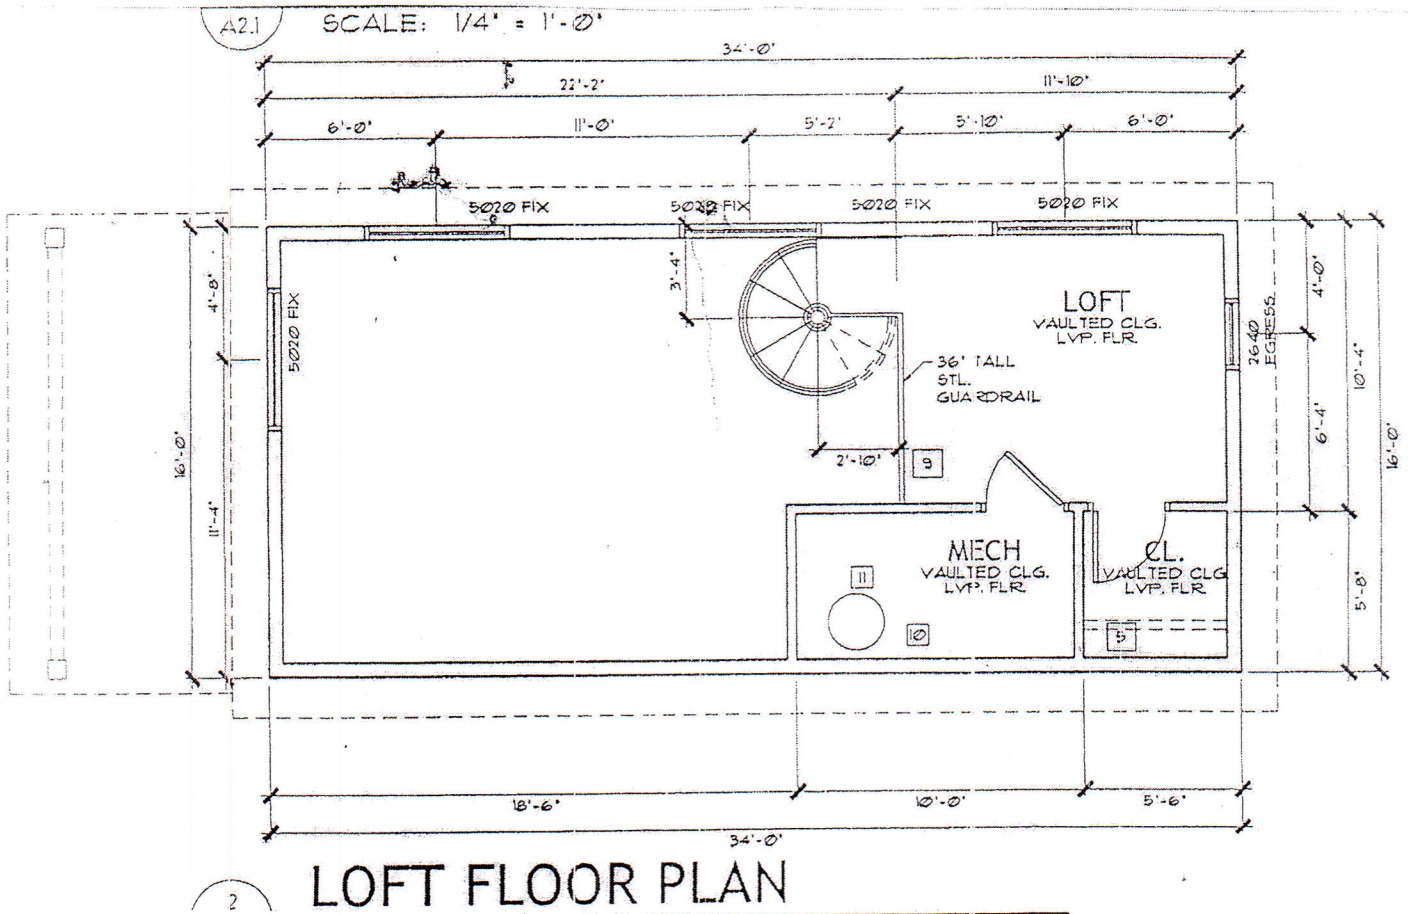 A2.1
SCALE: 1/4" = 1'-0"
34'-0"
22'-2"
11'-10"
6'-0"
11'-0"
5'-2"
5'-10"
6'-0"
5020 FIX
5020 FIX
5020 FIX
5020 FIX
4'-8"
5020 FIX
3'-4"
LOFT
VAULTED CLG.
LVP. FLR.
4'-0"
2640
EGRESS
10'-4"
36" TALL
STL.
GUARDRAIL
16'-0"
11'-4"
2'-10"
9
6'-4"
16'-0"
MECH
VAULTED CLG.
LVP. FLR.
CL.
VAULTED CLG
LVP. FLR.
11
10
5
5'-8"
18'-6"
10'-0"
5'-6"
34'-0"
LOFT FLOOR PLAN
2